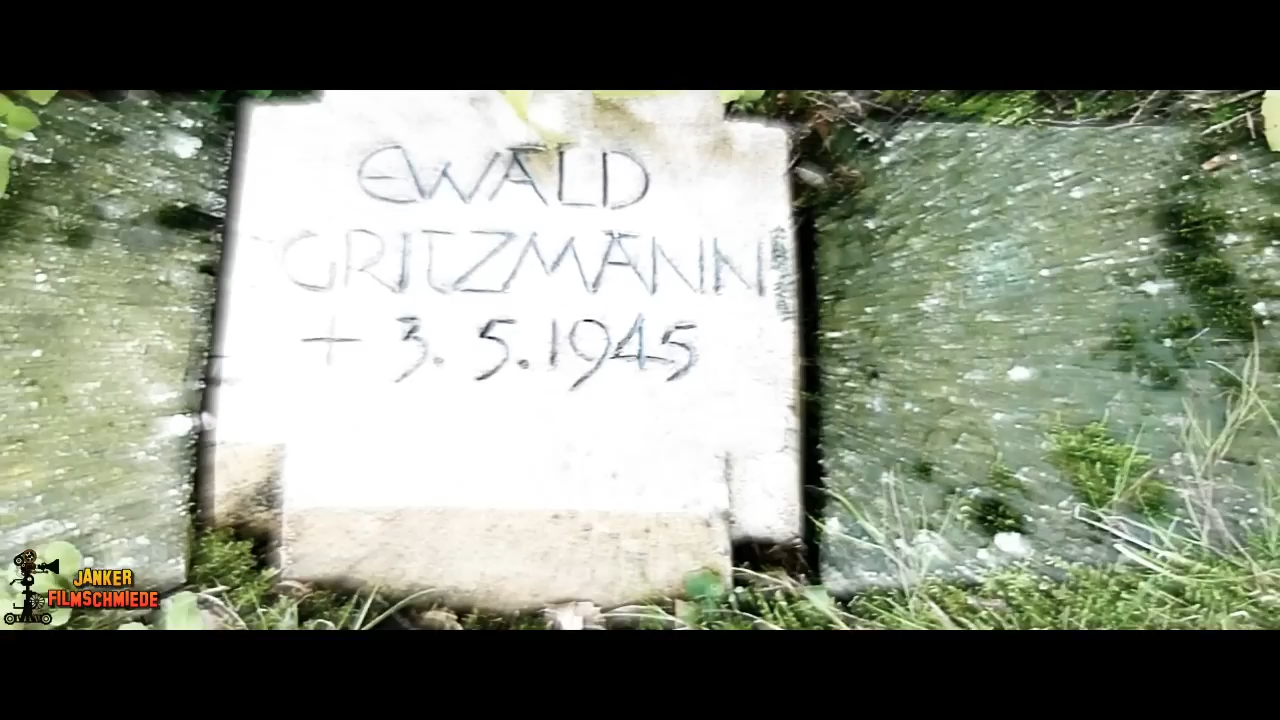 EWALD
GRITZMANN
+ 3. 5. 1945
JANKER
FILMSCHMIEDE